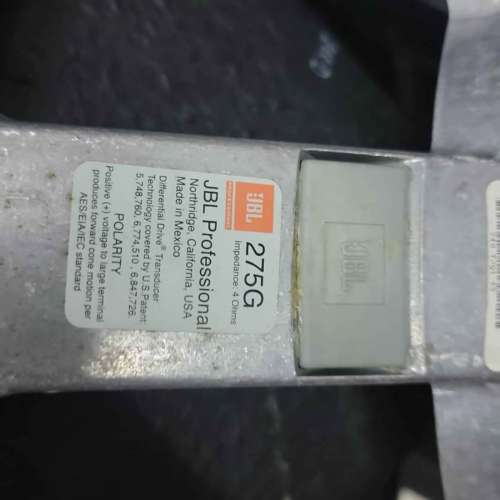 JBL
PROFESSIONAL
275G
Impedance: 4 Ohms
JBL Professional
Northridge, California, USA
Made in Mexico
Differential Drive® Transducer
Technology covered by U.S.Patent
5,748,760, 6,774,510, 6,847,726.
POLARITY
Positive (+) voltage to large terminal
produces forward cone motion per
AES/EIA/IEC standard
JBL